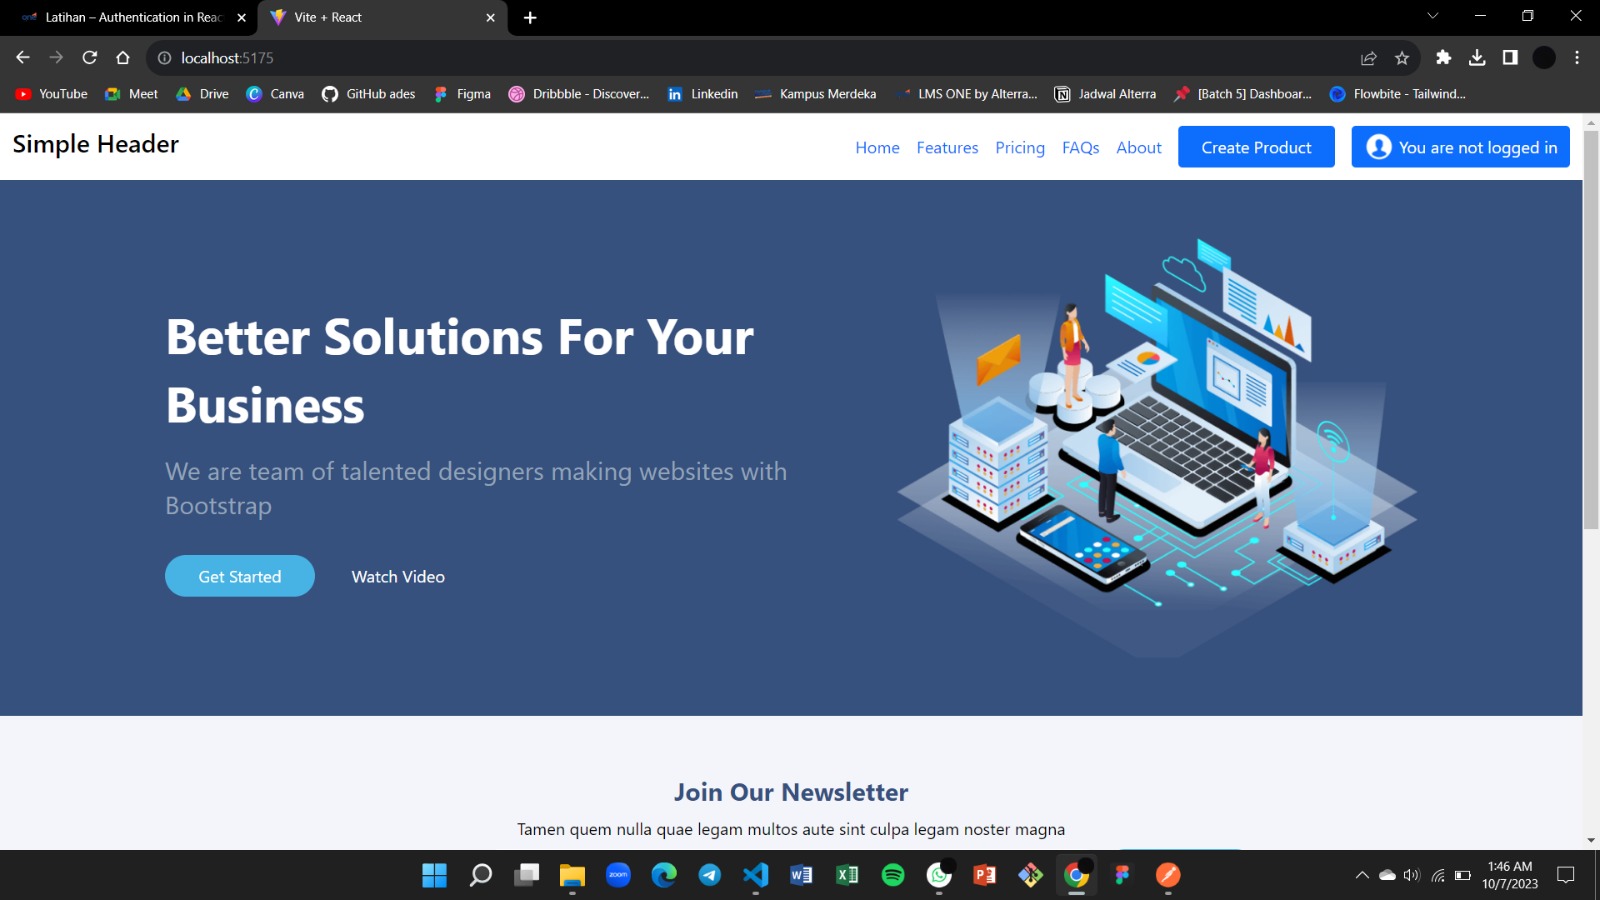 Latihan – Authentication in Reac
Vite + React
localhost:5175
YouTube Meet Drive Canva GitHub ades Figma Dribbble - Discover... Linkedin Kampus Merdeka LMS ONE by Alterra... Jadwal Alterra [Batch 5] Dashboar... Flowbite - Tailwind...
Simple Header
Home Features Pricing FAQs About Create Product You are not logged in
Better Solutions For Your
Business
We are team of talented designers making websites with
Bootstrap
Get Started Watch Video
Join Our Newsletter
Tamen quem nulla quae legam multos aute sint culpa legam noster magna
zoom
1:46 AM
10/7/2023